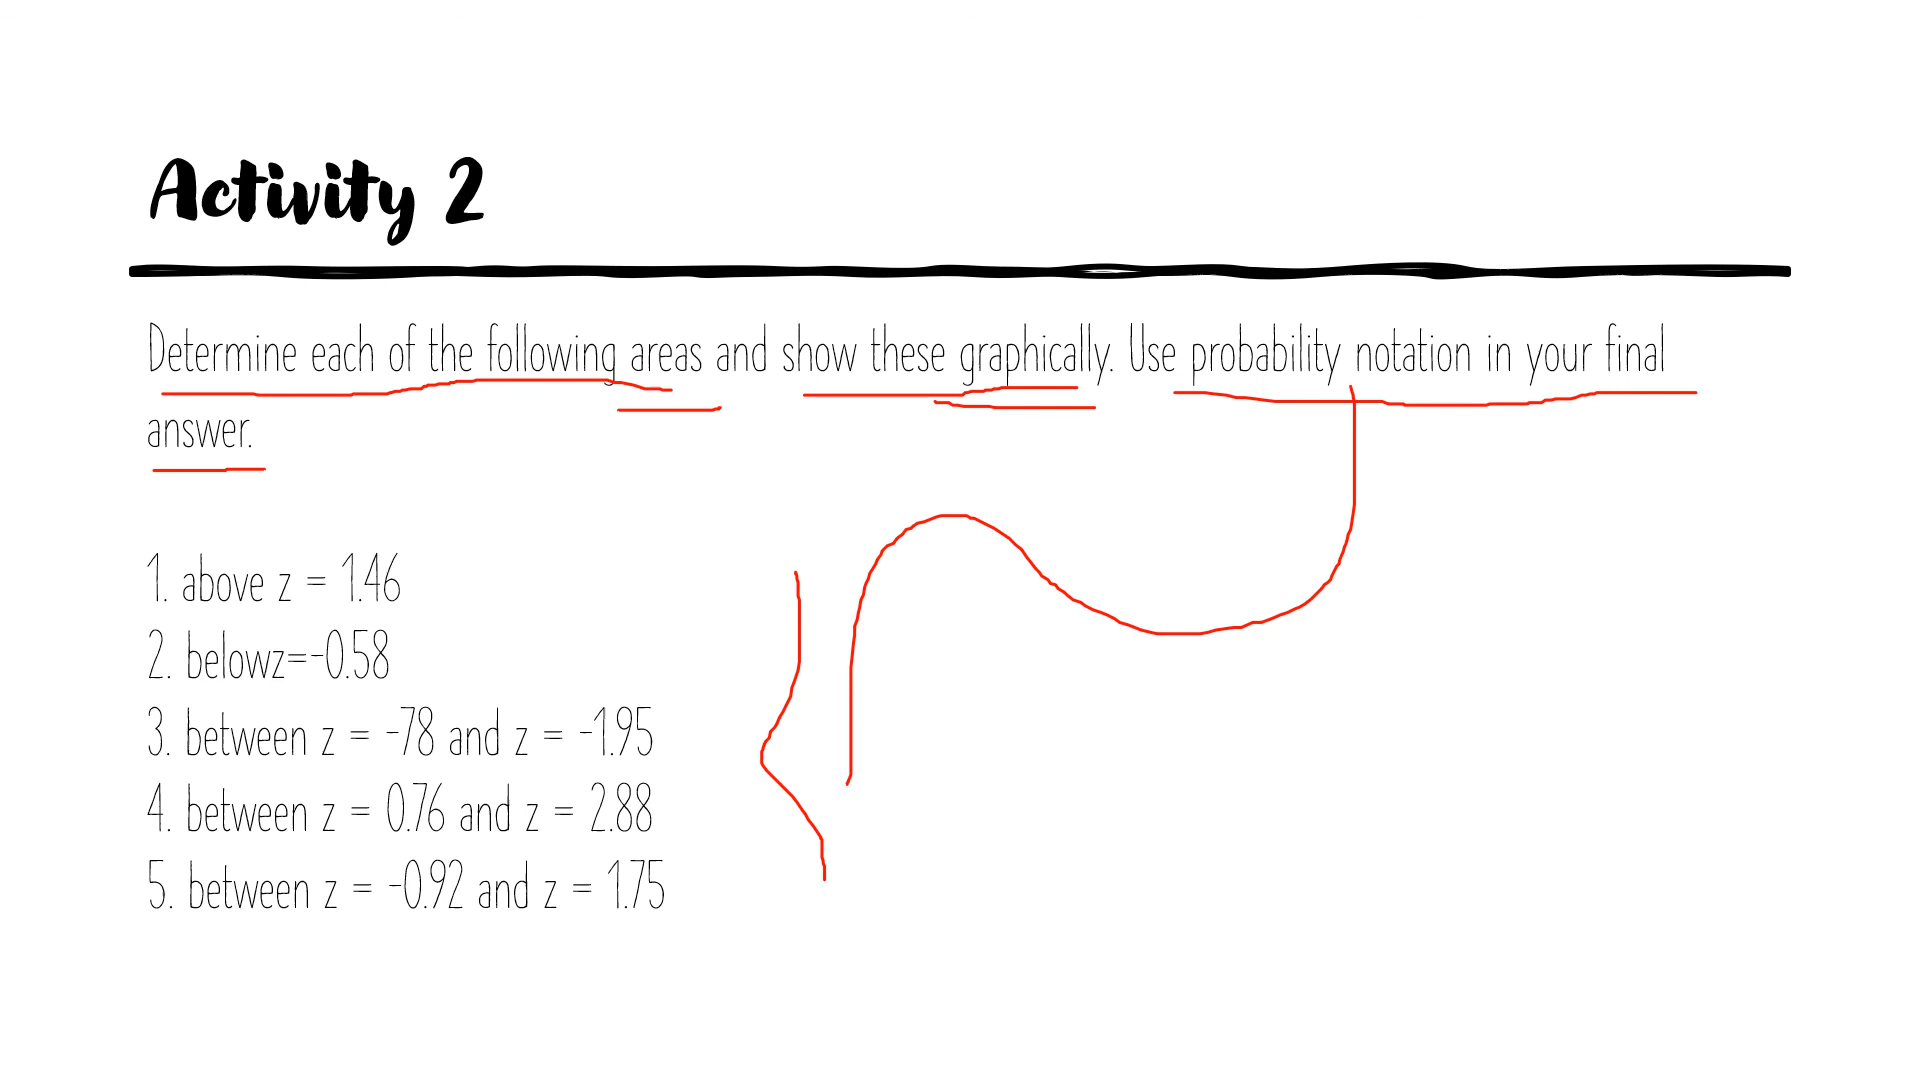 Activity 2
Determine each of the following areas and show these graphically. Use probability notation in your final
answer.
1. above z = 1.46
2. belowz=-0.58
3. between z = -78 and z = -1.95
4. between z = 0.76 and z = 2.88
5. between z = -0.92 and z = 1.75